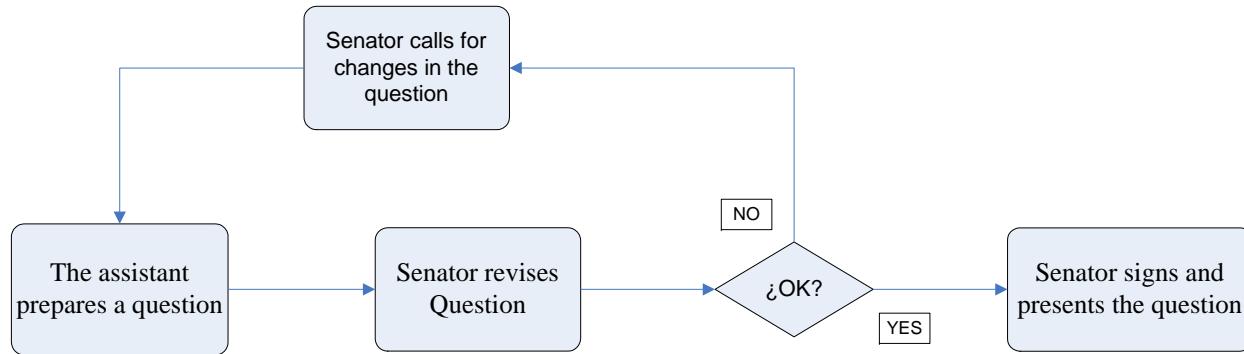 Senator calls for
changes in the
question
NO
The assistant
prepares a question
Senator revises
Question
¿OK?
Senator signs and
presents the question
YES